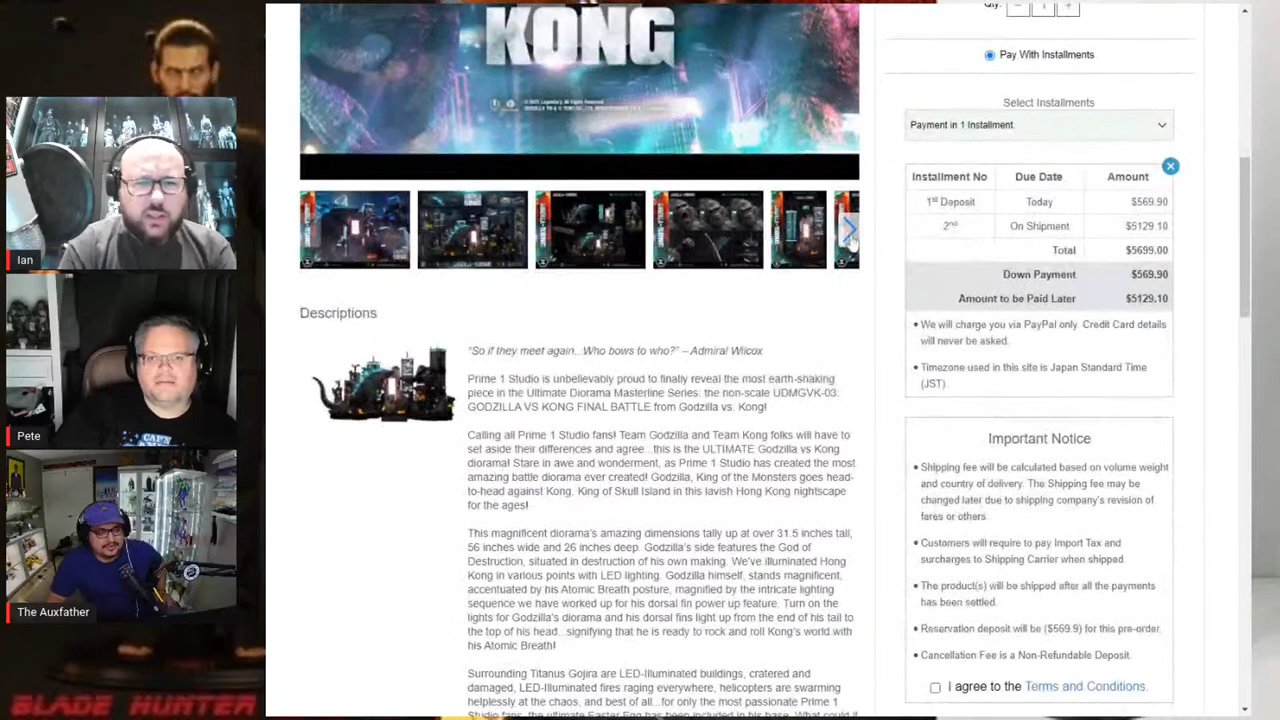 KONG
Qty:
Pay With Installments
Select Installments
Payment in 1 Installment
Installment No Due Date Amount
1st Deposit Today $569.90
2nd On Shipment $5129.10
Total $5699.00
Down Payment $569.90
Amount to be Paid Later $5129.10
• We will charge you via PayPal only Credit Card details
will never be asked.
• Timezone used in this site is Japan Standard Time
(JST).
Important Notice
• Shipping fee will be calculated based on volume weight
and country of delivery. The Shipping fee may be
changed later due to shipping company's revision of
fares or others.
• Customers will require to pay Import Tax and
surcharges to Shipping Carrier when shipped.
• The product(s) will be shipped after all the payments
has been settled.
• Reservation deposit will be ($569.9) for this pre-order.
• Cancellation Fee is a Non-Refundable Deposit.
I agree to the Terms and Conditions.
Descriptions
"So if they meet again...Who bows to who?" – Admiral Wilcox
Prime 1 Studio is unbelievably proud to finally reveal the most earth-shaking
piece in the Ultimate Diorama Masterline Series: the non-scale UDMGVK-03:
GODZILLA VS KONG FINAL BATTLE from Godzilla vs. Kong!
Calling all Prime 1 Studio fans! Team Godzilla and Team Kong folks will have to
set aside their differences and agree...this is the ULTIMATE Godzilla vs Kong
diorama! Stare in awe and wonderment, as Prime 1 Studio has created the most
amazing battle diorama ever created! Godzilla, King of the Monsters goes head-
to-head against Kong, King of Skull Island in this lavish Hong Kong nightscape
for the ages!
This magnificent diorama's amazing dimensions tally up at over 31.5 inches tall,
56 inches wide and 26 inches deep. Godzilla's side features the God of
Destruction, situated in destruction of his own making. We've illuminated Hong
Kong in various points with LED lighting. Godzilla himself, stands magnificent,
accentuated by his Atomic Breath posture, magnified by the intricate lighting
sequence we have worked up for his dorsal fin power up feature. Turn on the
lights for Godzilla's diorama and his dorsal fins light up from the end of his tail to
the top of his head...signifying that he is ready to rock and roll Kong's world with
his Atomic Breath!
Surrounding Titanus Gojira are LED-Illuminated buildings, cratered and
damaged, LED-Illuminated fires raging everywhere, helicopters are swarming
helplessly at the chaos, and best of all...for only the most passionate Prime 1
Studio fans, the ultimate Easter Egg has been included in his base. What could it
Ian
Pete
The Auxfather
BLADE HUNTER